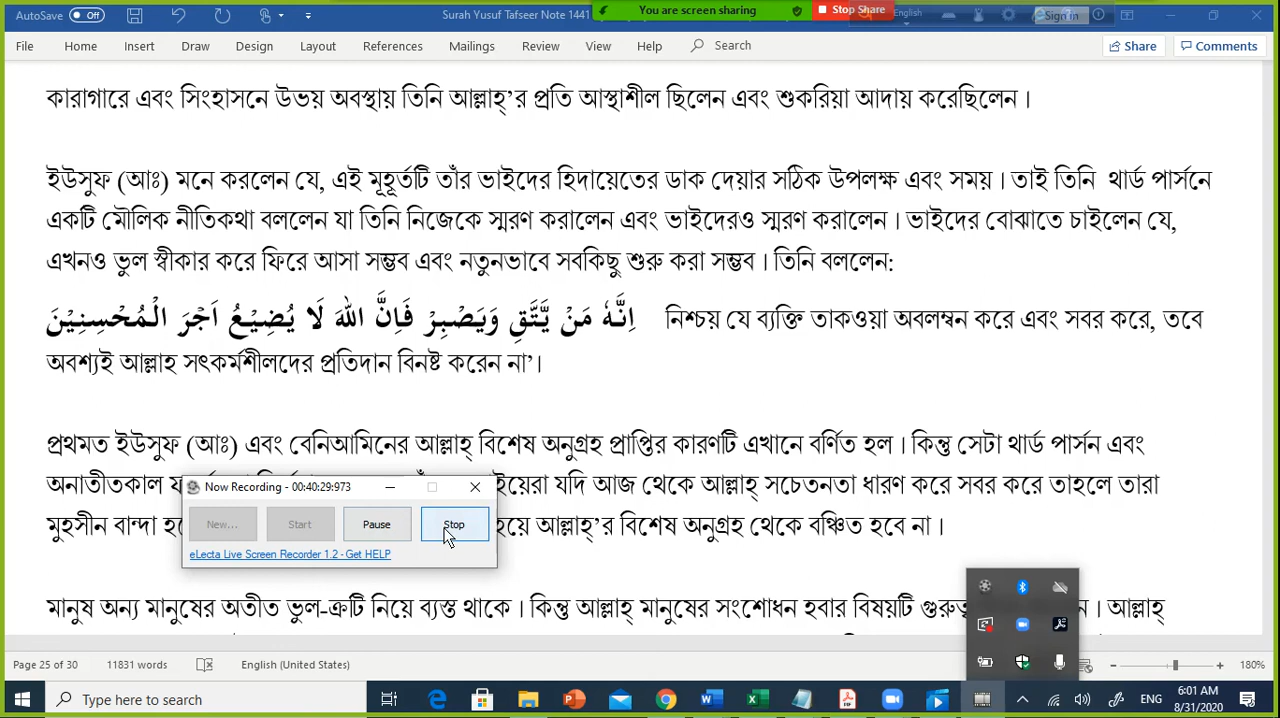 AutoSave Off
Surah Yusuf Tafseer Note 1441
You are screen sharing
Stop Share
English
Sign in
File Home Insert Draw Design Layout References Mailings Review View Help Search Share Comments
কারাগারে এবং সিংহাসনে উভয় অবস্থায় তিনি আল্লাহ্’র প্রতি আস্থাশীল ছিলেন এবং শুকরিয়া আদায় করেছিলেন।
ইউসুফ (আঃ) মনে করলেন যে, এই মূহূর্তটি তাঁর ভাইদের হিদায়েতের ডাক দেয়ার সঠিক উপলক্ষ এবং সময়। তাই তিনি থার্ড পার্সনে
একটি মৌলিক নীতিকথা বললেন যা তিনি নিজেকে স্মরণ করালেন এবং ভাইদেরও স্মরণ করালেন। ভাইদের বোঝাতে চাইলেন যে,
এখনও ভুল স্বীকার করে ফিরে আসা সম্ভব এবং নতুনভাবে সবকিছু শুরু করা সম্ভব। তিনি বললেন:
اِنَّهٗ مَنْ يَّتَّقِ وَيَصْبِرْ فَاِنَّ اللّٰهَ لَا يُضِيْعُ اَجْرَ الْمُحْسِنِيْنَ নিশ্চয় যে ব্যক্তি তাকওয়া অবলম্বন করে এবং সবর করে, তবে
অবশ্যই আল্লাহ সৎকর্মশীলদের প্রতিদান বিনষ্ট করেন না’।
প্রথমত ইউসুফ (আঃ) এবং বেনিআমিনের আল্লাহ্ বিশেষ অনুগ্রহ প্রাপ্তির কারণটি এখানে বর্ণিত হল। কিন্তু সেটা থার্ড পার্সন এবং
অনাতীতকাল য ইয়েরা যদি আজ থেকে আল্লাহ্ সচেতনতা ধারণ করে সবর করে তাহলে তারা
মুহসীন বান্দা হ হয়ে আল্লাহ্’র বিশেষ অনুগ্রহ থেকে বঞ্চিত হবে না।
Now Recording - 00:40:29:973
New... Start Pause Stop
eLecta Live Screen Recorder 1.2 - Get HELP
মানুষ অন্য মানুষের অতীত ভুল-ক্রটি নিয়ে ব্যস্ত থাকে। কিন্তু আল্লাহ্ মানুষের সংশোধন হবার বিষয়টি গুরুত্ব ন। আল্লাহ্
Page 25 of 30 11831 words English (United States) 180%
Type here to search
ENG
6:01 AM
8/31/2020